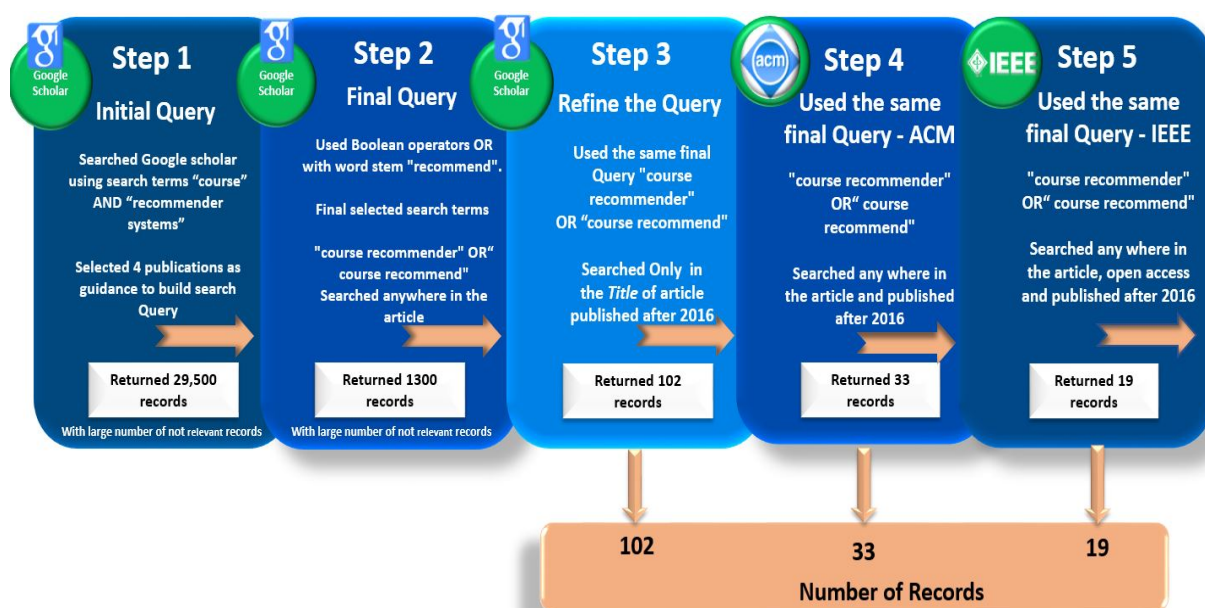 g
Google
Scholar
Step 1
Initial Query
Searched Google scholar
using search terms “course”
AND “recommender
systems”
Selected 4 publications as
guidance to build search
Query
Returned 29,500
records
With large number of not relevant records
g
Google
Scholar
Step 2
Final Query
Used Boolean operators OR
with word stem "recommend".
Final selected search terms
"course recommender" OR“
course recommend"
Searched anywhere in the
article
Returned 1300
records
With large number of not relevant records
g
Google
Scholar
Step 3
Refine the Query
Used the same final
Query "course
recommender"
OR “course recommend"
Searched Only in
the Title of article
published after 2016
Returned 102
records
acm
Step 4
Used the same
final Query - ACM
"course recommender"
OR“ course
recommend"
Searched any where in
the article and published
after 2016
Returned 33
records
IEEE
Step 5
Used the same
final Query - IEEE
"course recommender"
OR“ course recommend"
Searched any where in
the article, open access
and published after 2016
Returned 19
records
102
33
19
Number of Records